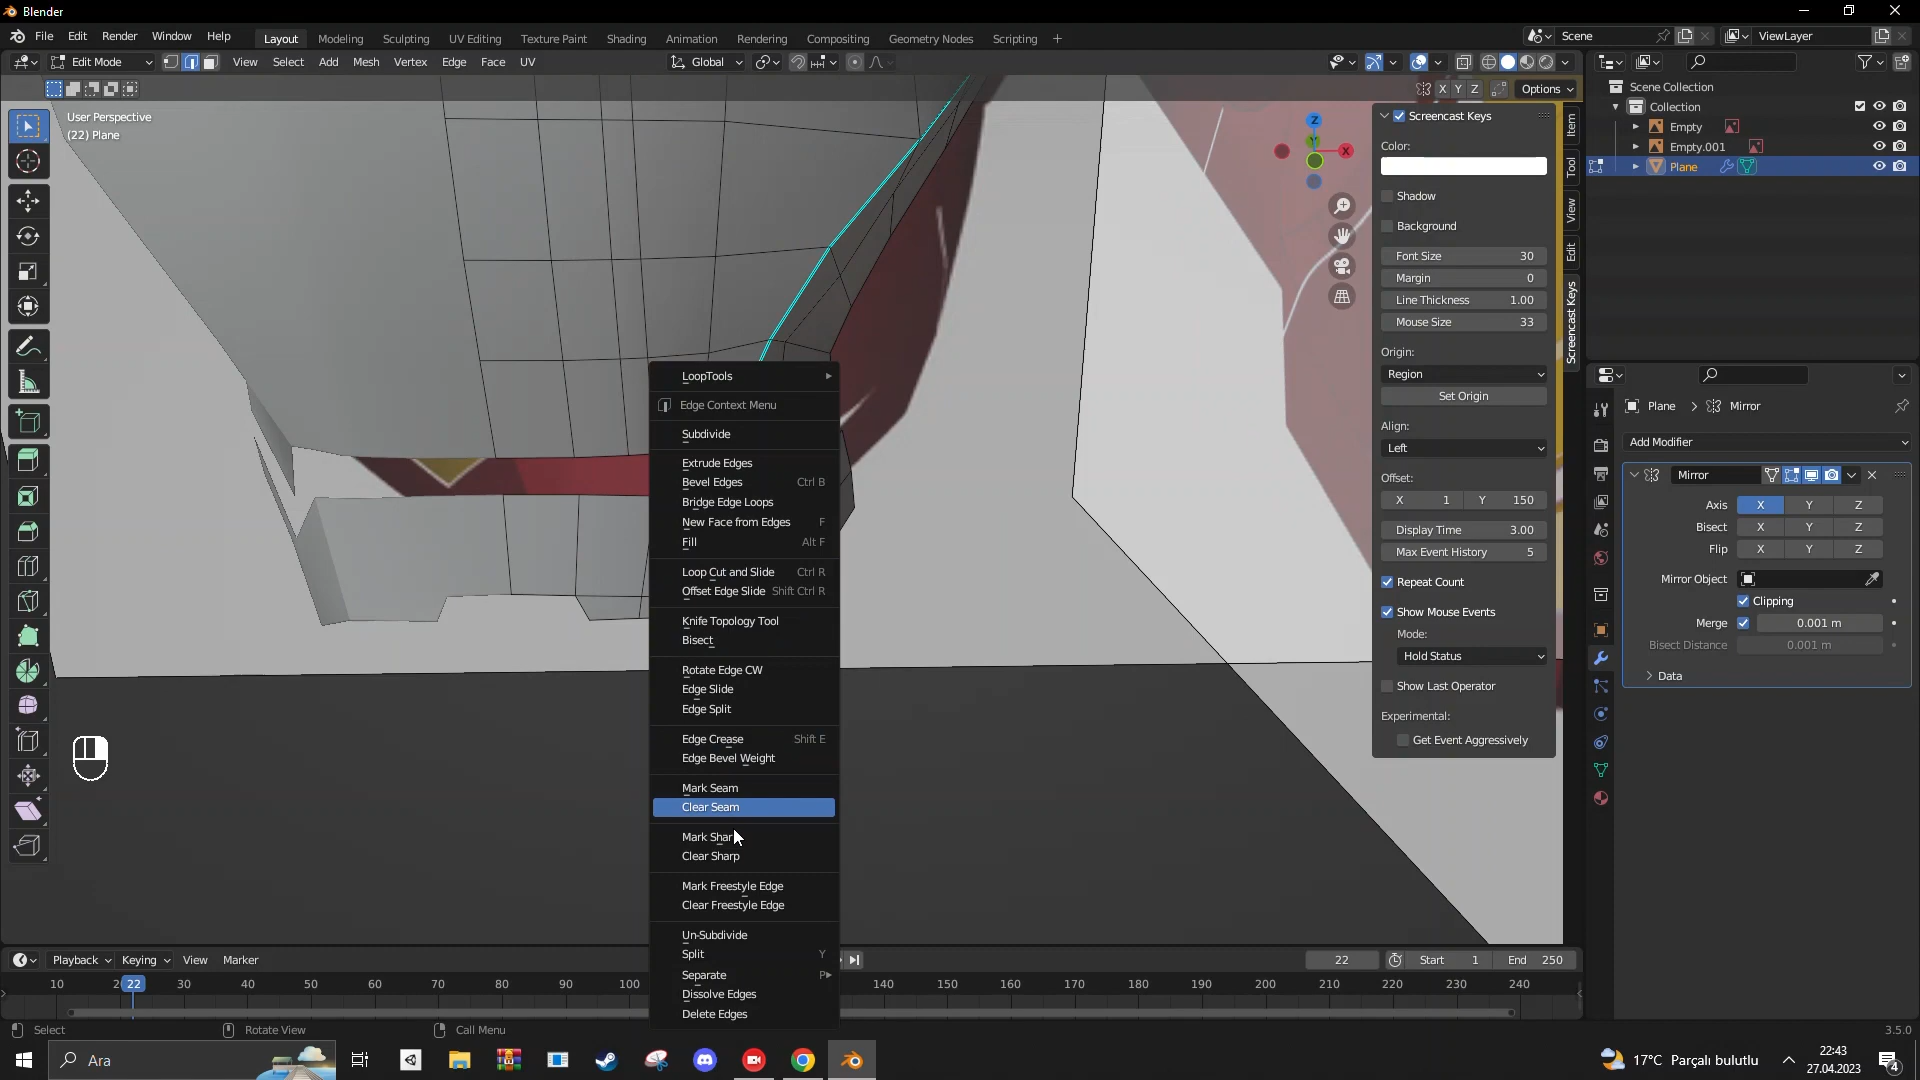 Blender
File Edit Render Window Help
Layout Modeling Sculpting UV Editing Texture Paint Shading Animation Rendering Compositing Geometry Nodes Scripting +
Scene
ViewLayer
Edit Mode View Select Add Mesh Vertex Edge Face UV
Global
X Y Z Options
User Perspective
(22) Plane
Z
Y
X
Screencast Keys
Color:
Shadow
Background
Font Size 30
Margin 0
Line Thickness 1.00
Mouse Size 33
Origin:
Region
Set Origin
Align:
Left
Offset:
X 1 Y 150
Display Time 3.00
Max Event History 5
Repeat Count
Show Mouse Events
Mode:
Hold Status
Show Last Operator
Experimental:
Get Event Aggressively
Item
Tool
View
Edit
Screencast Keys
Scene Collection
Collection
Empty
Empty.001
Plane
Plane > Mirror
Add Modifier
Mirror
Axis X Y Z
Bisect X Y Z
Flip X Y Z
Mirror Object
Clipping
Merge 0.001 m
Bisect Distance 0.001 m
Data
LoopTools
Edge Context Menu
Subdivide
Extrude Edges
Bevel Edges Ctrl B
Bridge Edge Loops
New Face from Edges F
Fill Alt F
Loop Cut and Slide Ctrl R
Offset Edge Slide Shift Ctrl R
Knife Topology Tool
Bisect
Rotate Edge CW
Edge Slide
Edge Split
Edge Crease Shift E
Edge Bevel Weight
Mark Seam
Clear Seam
Mark Shar
Clear Sharp
Mark Freestyle Edge
Clear Freestyle Edge
Un-Subdivide
Split Y
Separate P
Dissolve Edges
Delete Edges
Playback Keying View Marker
22 Start 1 End 250
10 2 22 30 40 50 60 70 80 90 100 140 150 160 170 180 190 200 210 220 230 240
Select Rotate View Call Menu
3.5.0
Ara
17°C Parçalı bulutlu
22:43
27.04.2023
4